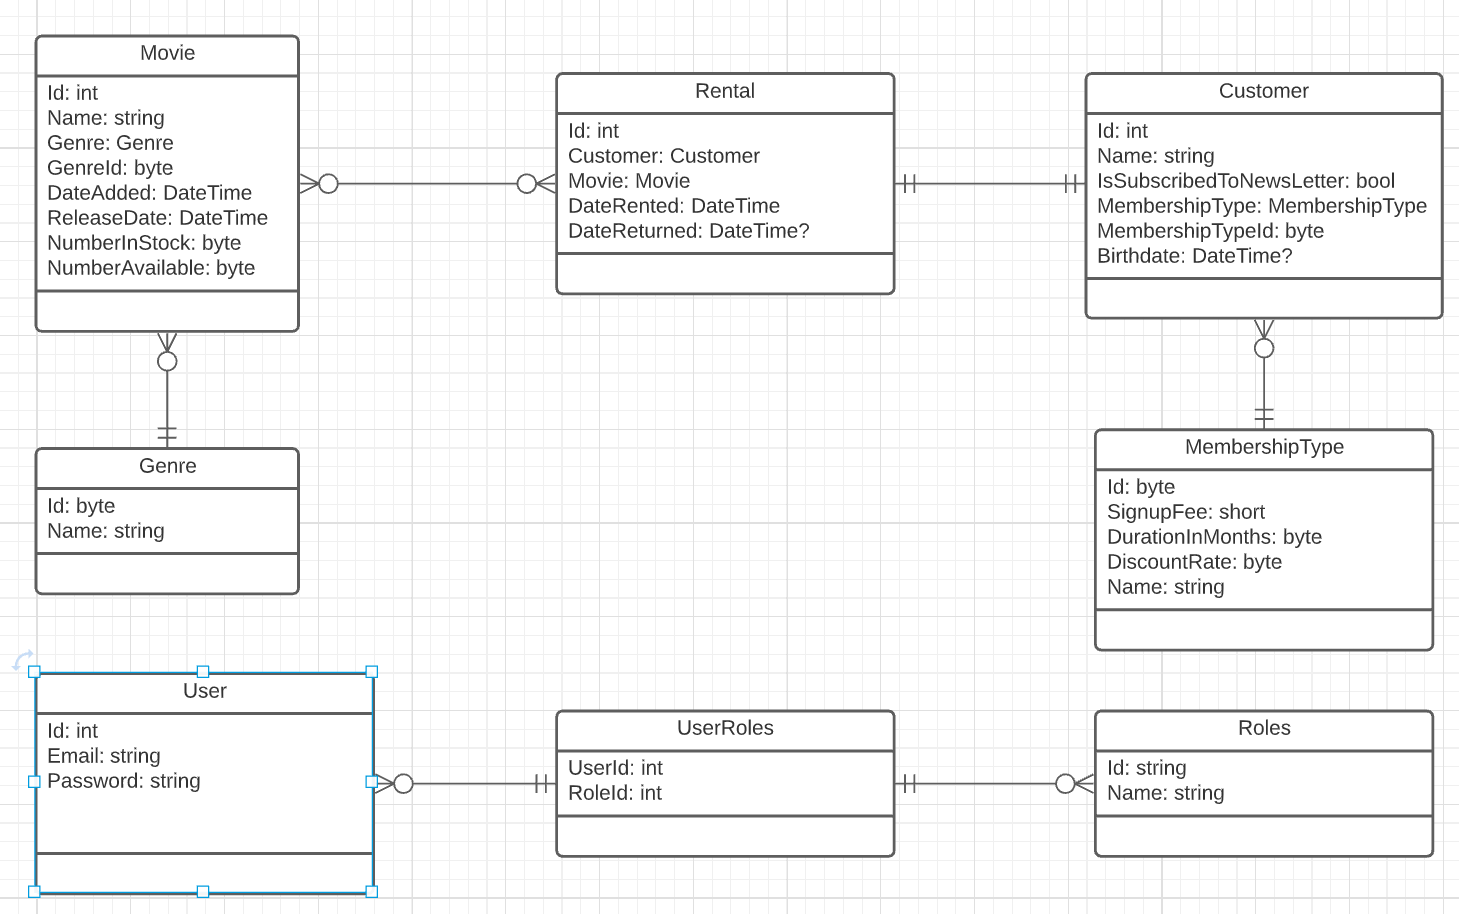 Movie
Id: int
Name: string
Genre: Genre
GenreId: byte
DateAdded: DateTime
ReleaseDate: DateTime
NumberInStock: byte
NumberAvailable: byte
Rental
Id: int
Customer: Customer
Movie: Movie
DateRented: DateTime
DateReturned: DateTime?
Customer
Id: int
Name: string
IsSubscribedToNewsLetter: bool
MembershipType: MembershipType
MembershipTypeId: byte
Birthdate: DateTime?
Genre
Id: byte
Name: string
MembershipType
Id: byte
SignupFee: short
DurationInMonths: byte
DiscountRate: byte
Name: string
User
Id: int
Email: string
Password: string
UserRoles
UserId: int
RoleId: int
Roles
Id: string
Name: string